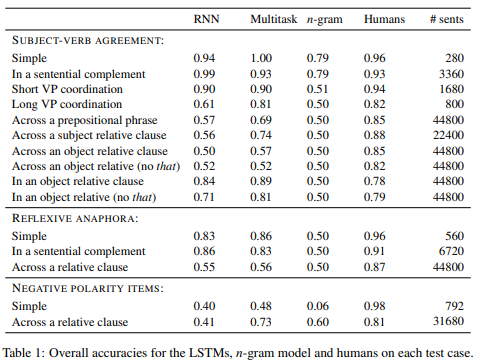 RNN Multitask n-gram Humans # sents
SUBJECT-VERB AGREEMENT:
Simple 0.94 1.00 0.79 0.96 280
In a sentential complement 0.99 0.93 0.79 0.93 3360
Short VP coordination 0.90 0.90 0.51 0.94 1680
Long VP coordination 0.61 0.81 0.50 0.82 800
Across a prepositional phrase 0.57 0.69 0.50 0.85 44800
Across a subject relative clause 0.56 0.74 0.50 0.88 22400
Across an object relative clause 0.50 0.57 0.50 0.85 44800
Across an object relative (no that) 0.52 0.52 0.50 0.82 44800
In an object relative clause 0.84 0.89 0.50 0.78 44800
In an object relative (no that) 0.71 0.81 0.50 0.79 44800
REFLEXIVE ANAPHORA:
Simple 0.83 0.86 0.50 0.96 560
In a sentential complement 0.86 0.83 0.50 0.91 6720
Across a relative clause 0.55 0.56 0.50 0.87 44800
NEGATIVE POLARITY ITEMS:
Simple 0.40 0.48 0.06 0.98 792
Across a relative clause 0.41 0.73 0.60 0.81 31680
Table 1: Overall accuracies for the LSTMs, n-gram model and humans on each test case.